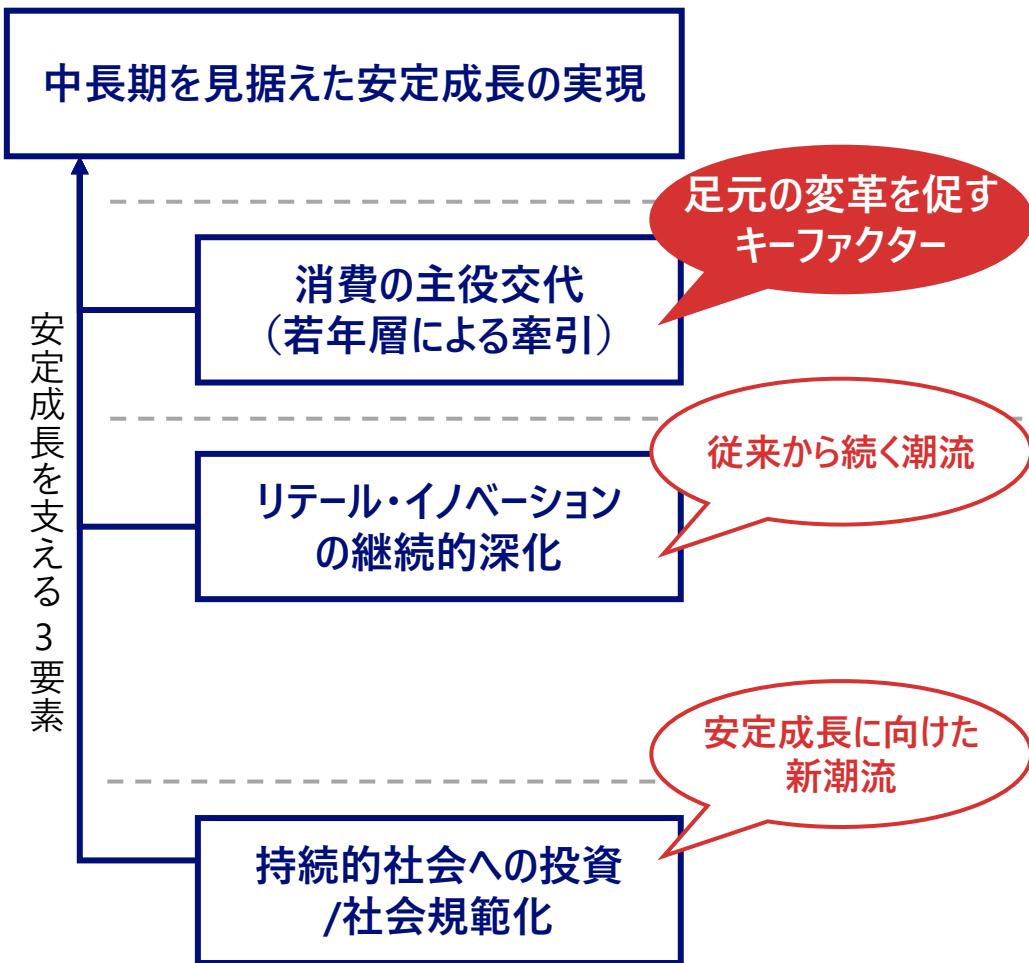 中長期を見据えた安定成長の実現
足元の変革を促す
キーファクター
消費の主役交代
（若年層による牽引）
従来から続く潮流
リテール・イノベーション
の継続的深化
安定成長を支える3要素
安定成長に向けた
新潮流
持続的社会への投資
/社会規範化